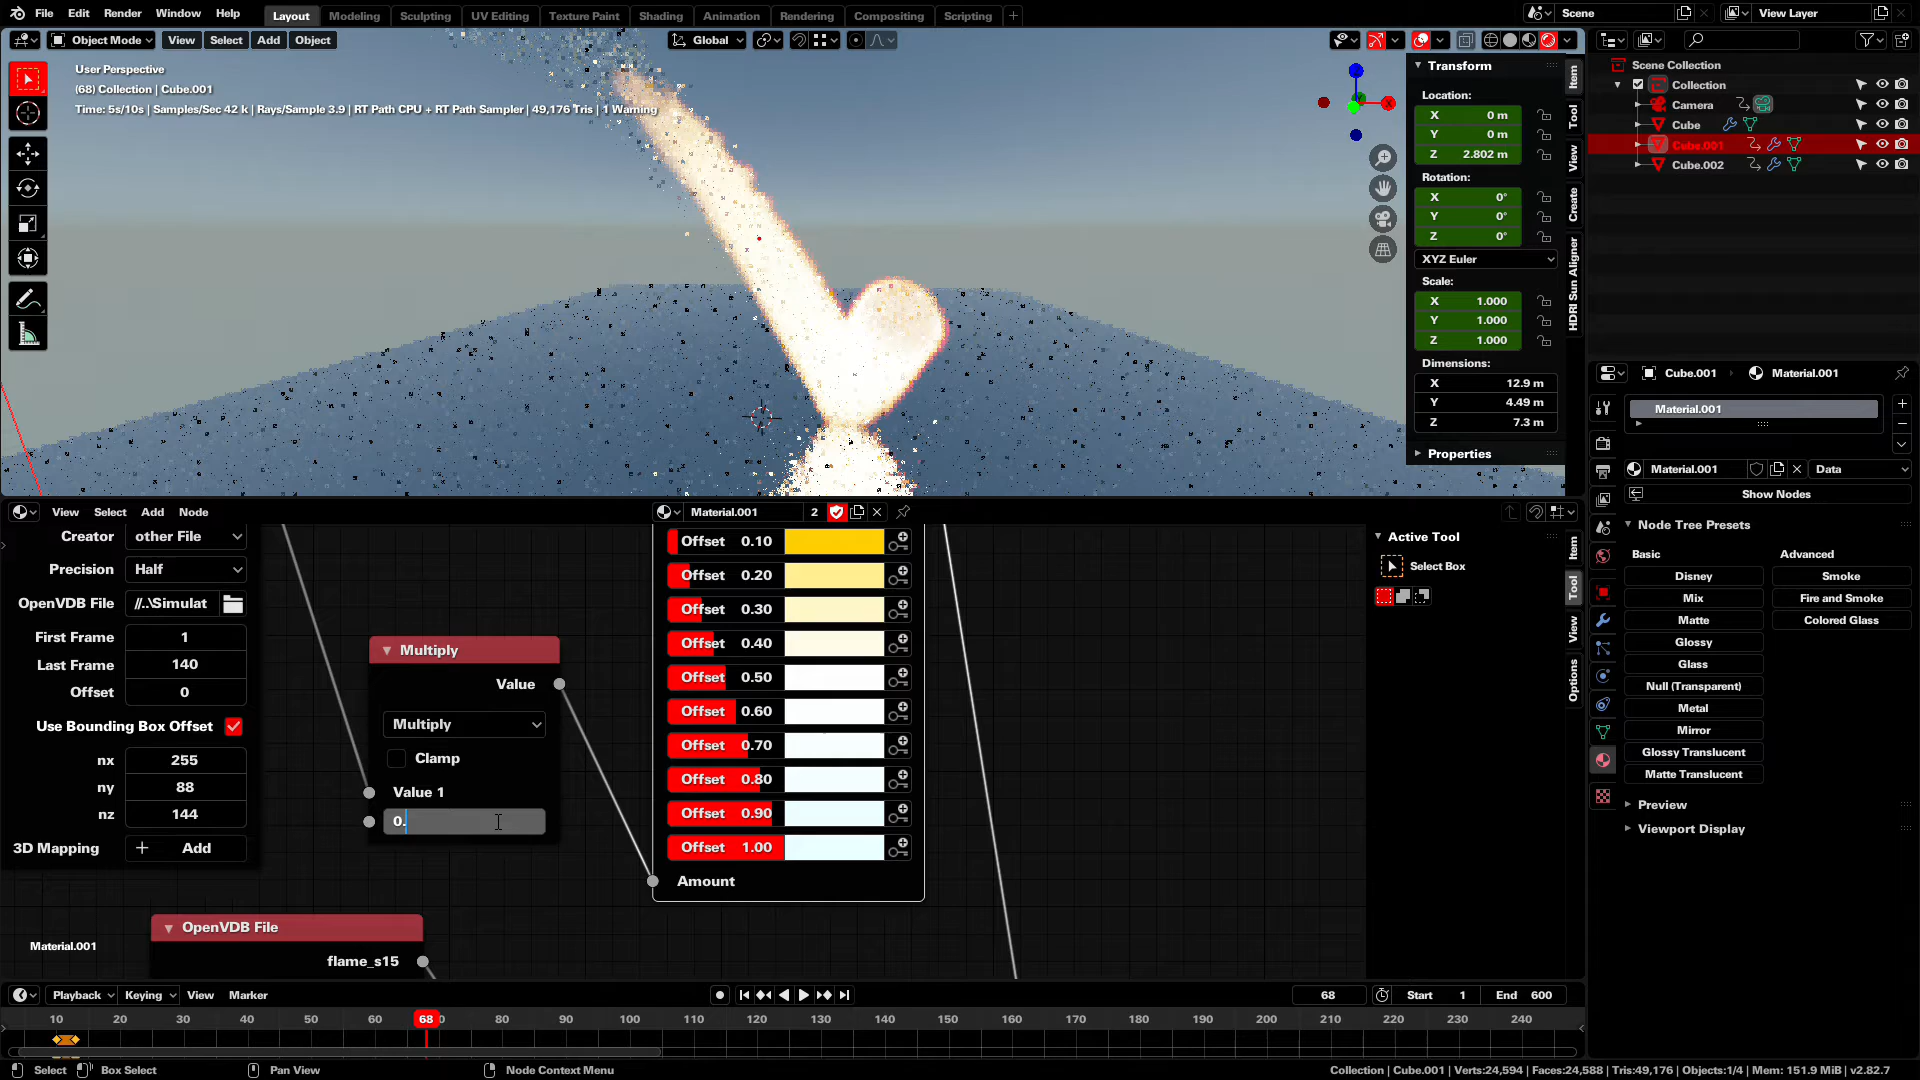 File Edit Render Window Help Layout Modeling Sculpting UV Editing Texture Paint Shading Animation Rendering Compositing Scripting + Scene View Layer
Object Mode View Select Add Object Global
User Perspective
(68) Collection | Cube.001
Time: 5s/10s | Samples/Sec 42 k | Rays/Sample 3.9 | RT Path CPU + RT Path Sampler | 49,176 Tris | 1 Warning
X
Transform
Location:
X 0 m
Y 0 m
Z 2.802 m
Rotation:
X 0°
Y 0°
Z 0°
XYZ Euler
Scale:
X 1.000
Y 1.000
Z 1.000
Dimensions:
X 12.9 m
Y 4.49 m
Z 7.3 m
Properties
Item
Tool
View
Create
HDRI Sun Aligner
Scene Collection
Collection
Camera
Cube
Cube.001
Cube.002
Cube.001 Material.001
Material.001
Material.001 Data
Show Nodes
Node Tree Presets
Basic Advanced
Disney Smoke
Mix Fire and Smoke
Matte Colored Glass
Glossy
Glass
Null (Transparent)
Metal
Mirror
Glossy Translucent
Matte Translucent
Preview
Viewport Display
View Select Add Node Material.001 2
Creator other File
Precision Half
OpenVDB File //..\Simulat
First Frame 1
Last Frame 140
Offset 0
Use Bounding Box Offset
nx 255
ny 88
nz 144
3D Mapping + Add
Multiply
Value
Multiply
Clamp
Value 1
0.
Offset 0.10
Offset 0.20
Offset 0.30
Offset 0.40
Offset 0.50
Offset 0.60
Offset 0.70
Offset 0.80
Offset 0.90
Offset 1.00
Amount
OpenVDB File
flame_s15
Material.001
Active Tool
Select Box
Item
Tool
View
Options
Playback Keying View Marker 68 Start 1 End 600
10 20 30 40 50 60 68 80 90 100 110 120 130 140 150 160 170 180 190 200 210 220 230 240
Select Box Select Pan View Node Context Menu Collection | Cube.001 | Verts:24,594 | Faces:24,588 | Tris:49,176 | Objects:1/4 | Mem: 151.9 MiB | v2.82.7